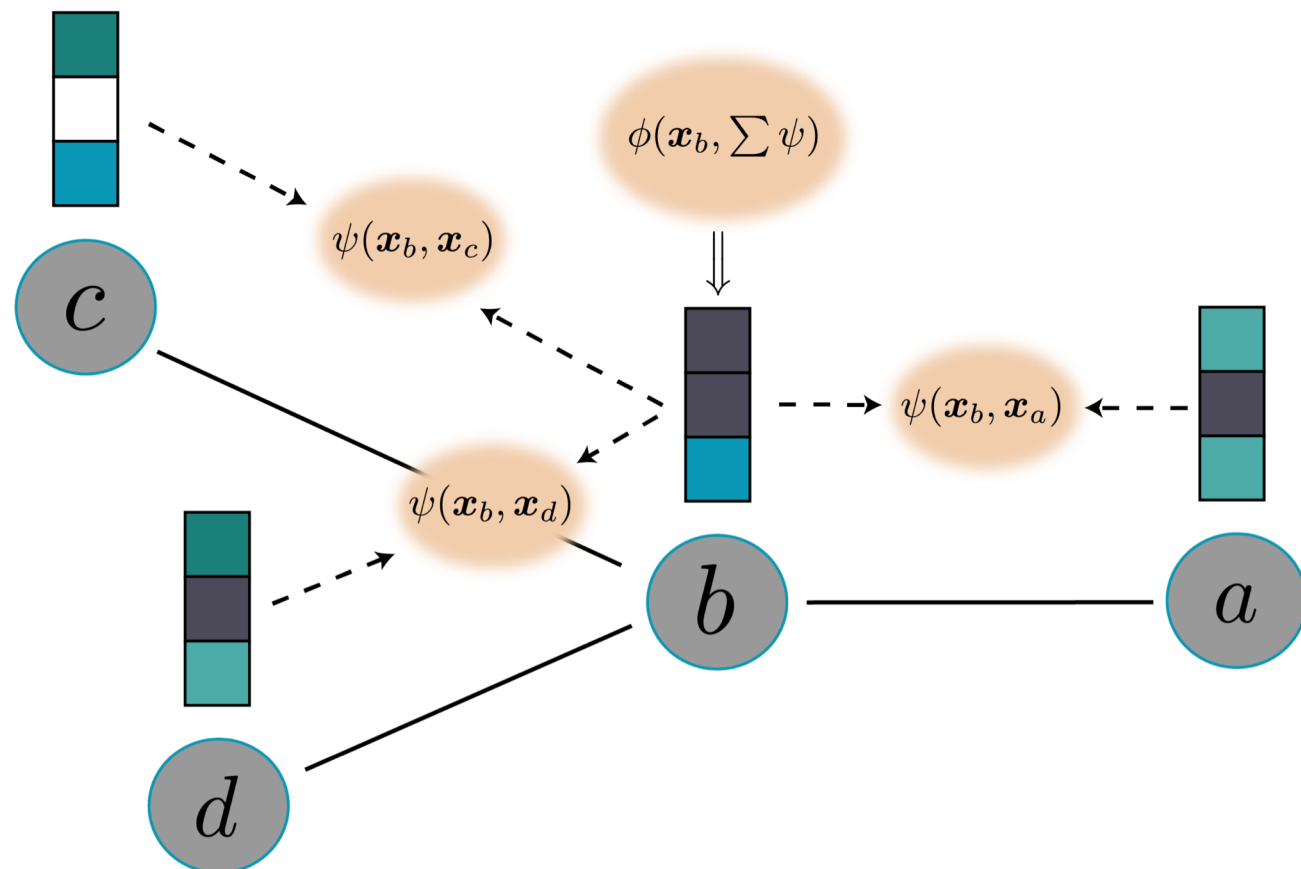 ϕ(𝒙_b, ∑ ψ)
ψ(𝒙_b, 𝒙_c)
c
ψ(𝒙_b, 𝒙_a)
ψ(𝒙_b, 𝒙_d)
b
a
d